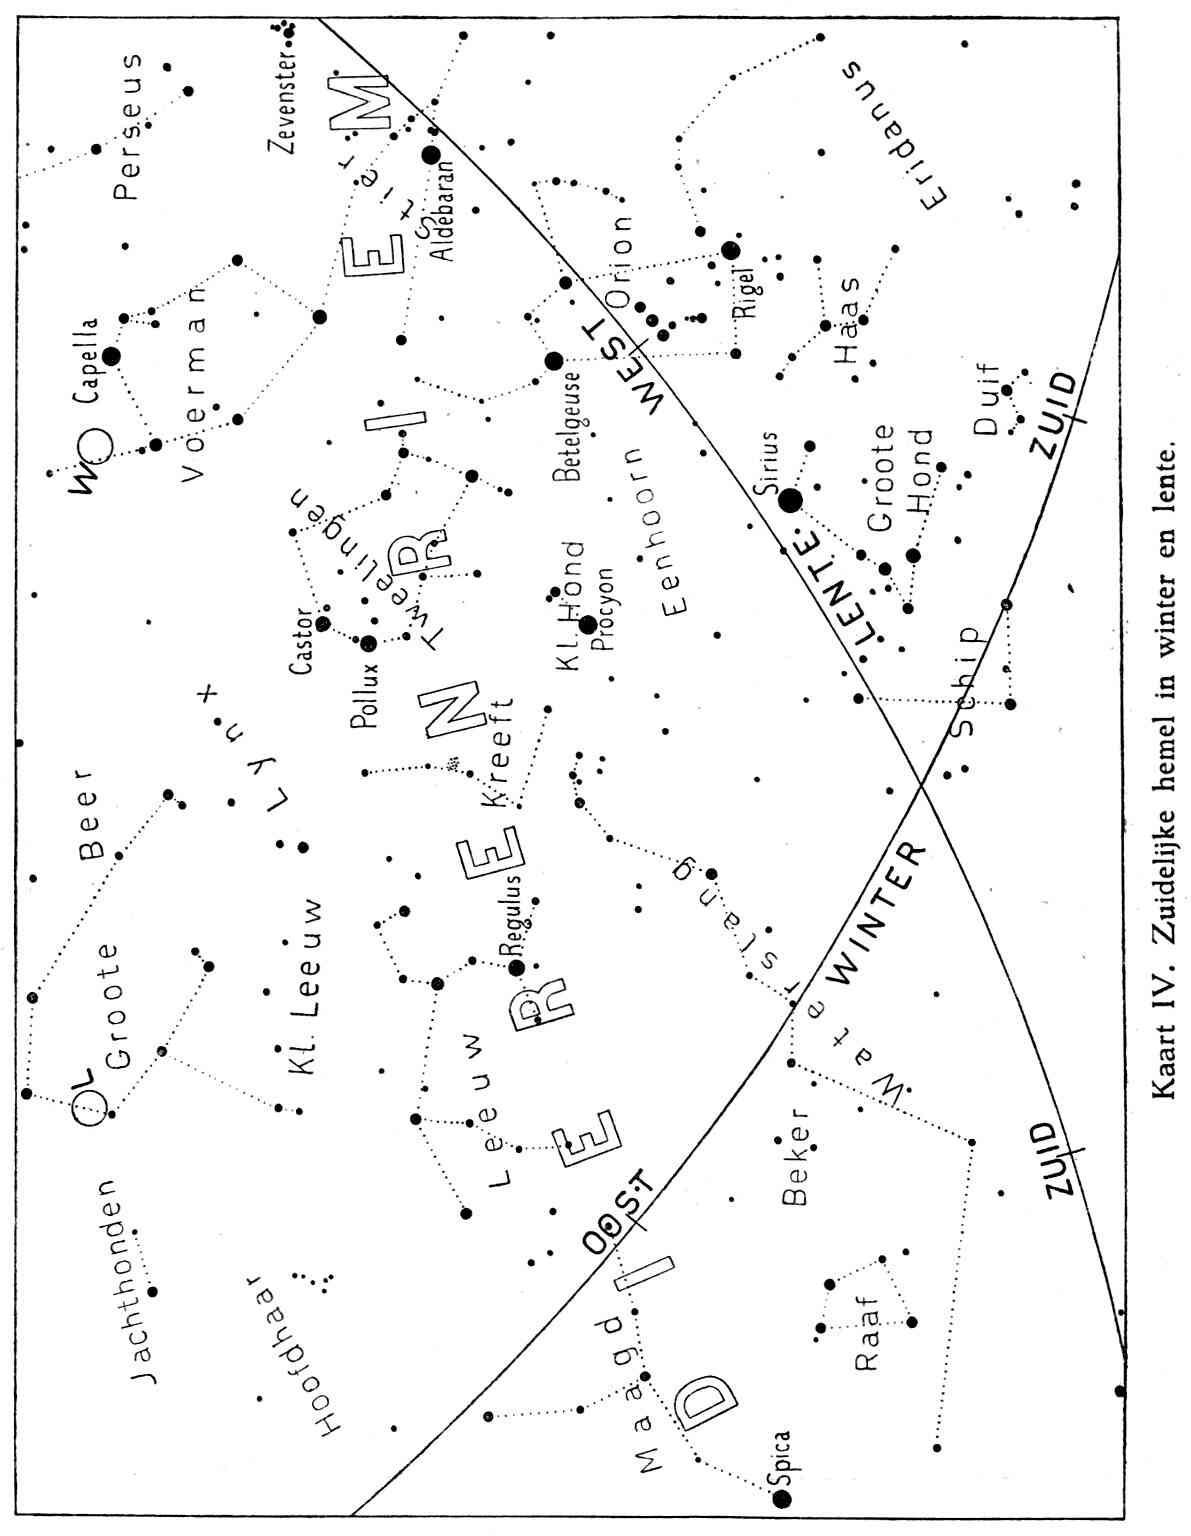 Perseus
Zevenster
M
Stier
Aldebaran
Eridanus
E
Orion
Rigel
Haas
Capella
Voerman
W
I
WEST
Betelgeuse
Duif
ZUID
Tweelingen
R
Castor
Pollux
Kl. Hond
Procyon
Eenhoorn
Sirius
Groote
Hond
LENTE
Lynx
N
Kreeft
Schip
Groote Beer
E
Regulus
Kl. Leeuw
R
Waterslang
WINTER
L
Leeuw
E
Beker
ZUID
Jachthonden
Hoofdhaar
OOST
I
Maagd
D
Raaf
Spica
Kaart IV. Zuidelijke hemel in winter en lente.